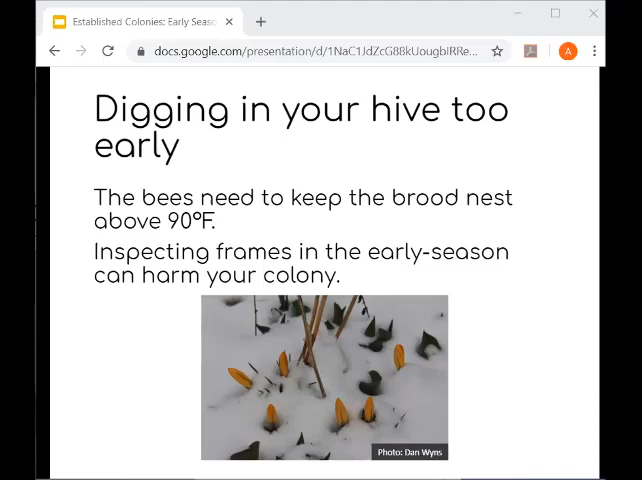 Established Colonies: Early Seaso
docs.google.com/presentation/d/1NaC1JdZcG88kUougbIRRe...
A
Digging in your hive too
early
The bees need to keep the brood nest
above 90°F.
Inspecting frames in the early-season
can harm your colony.
Photo: Dan Wyns